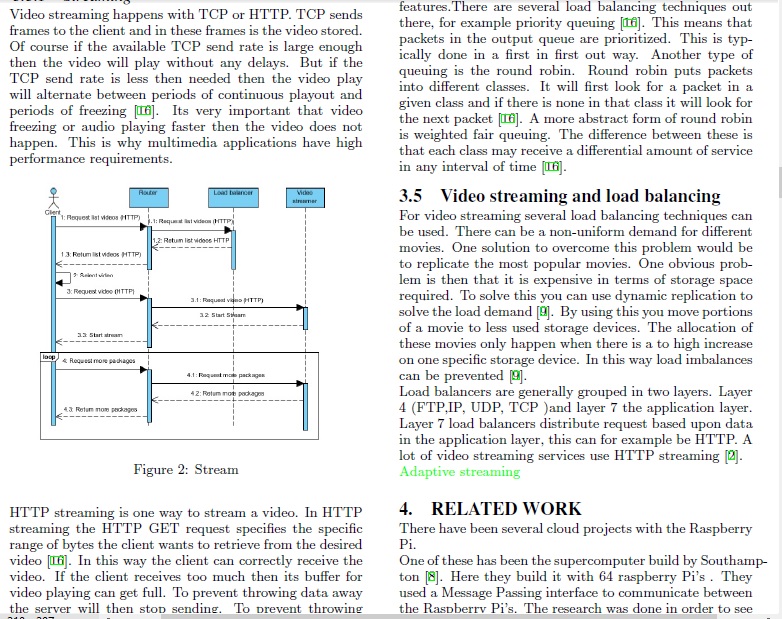 Video streaming happens with TCP or HTTP. TCP sends
frames to the client and in these frames is the video stored.
Of course if the available TCP send rate is large enough
then the video will play without any delays. But if the
TCP send rate is less then needed then the video play
will alternate between periods of continuous playout and
periods of freezing [16]. Its very important that video
freezing or audio playing faster then the video does not
happen. This is why multimedia applications have high
performance requirements.
Client
Router
Load balancer
Video
streamer
1: Request list videos (HTTP)
1.1: Request list videos (HTTP)
1.2: Return list videos HTTP
1.3: Return list videos (HTTP)
2: Select video
3: Request video (HTTP)
3.1: Request video (HTTP)
3.2: Start Stream
3.3: Start stream
loop
4: Request more packages
4.1: Request more packages
4.2: Return more packages
4.3: Return more packages
Figure 2: Stream
HTTP streaming is one way to stream a video. In HTTP
streaming the HTTP GET request specifies the specific
range of bytes the client wants to retrieve from the desired
video [16]. In this way the client can correctly receive the
video. If the client receives too much then its buffer for
video playing can get full. To prevent throwing data away
the server will then stop sending. To prevent throwing
features.There are several load balancing techniques out
there, for example priority queuing [16]. This means that
packets in the output queue are prioritized. This is typ-
ically done in a first in first out way. Another type of
queuing is the round robin. Round robin puts packets
into different classes. It will first look for a packet in a
given class and if there is none in that class it will look for
the next packet [16]. A more abstract form of round robin
is weighted fair queuing. The difference between these is
that each class may receive a differential amount of service
in any interval of time [16].
3.5 Video streaming and load balancing
For video streaming several load balancing techniques can
be used. There can be a non-uniform demand for different
movies. One solution to overcome this problem would be
to replicate the most popular movies. One obvious prob-
lem is then that it is expensive in terms of storage space
required. To solve this you can use dynamic replication to
solve the load demand [9]. By using this you move portions
of a movie to less used storage devices. The allocation of
these movies only happen when there is a to high increase
on one specific storage device. In this way load imbalances
can be prevented [9].
Load balancers are generally grouped in two layers. Layer
4 (FTP,IP, UDP, TCP )and layer 7 the application layer.
Layer 7 load balancers distribute request based upon data
in the application layer, this can for example be HTTP. A
lot of video streaming services use HTTP streaming [2].
Adaptive streaming
4. RELATED WORK
There have been several cloud projects with the Raspberry
Pi.
One of these has been the supercomputer build by Southamp-
ton [8]. Here they build it with 64 raspberry Pi's . They
used a Message Passing interface to communicate between
the Raspberry Pi's. The research was done in order to see